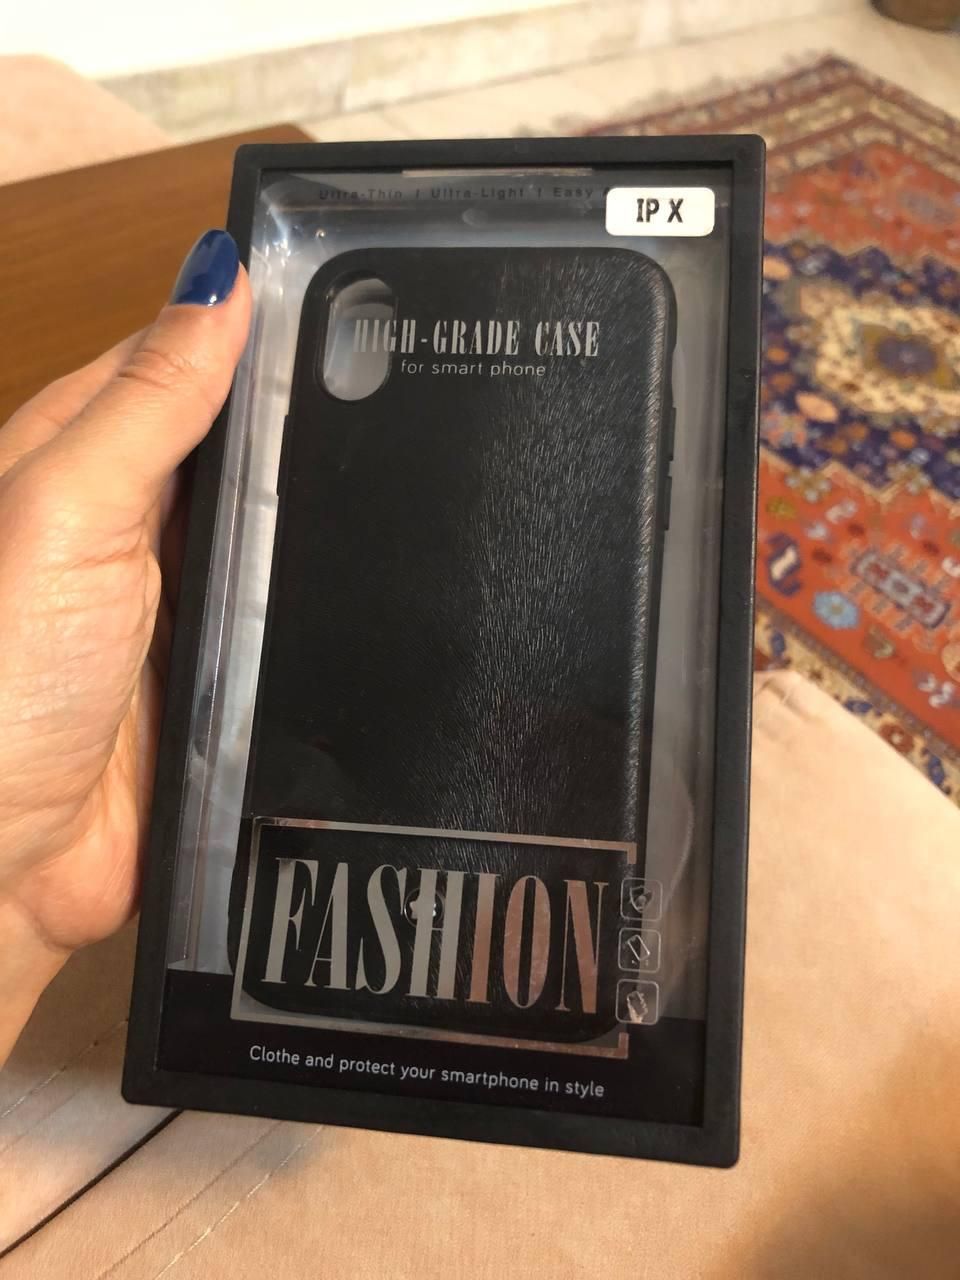 Ultra-Thin / Ultra-Light / Easy
IP X
HIGH-GRADE CASE
for smart phone
FASHION
Clothe and protect your smartphone in style